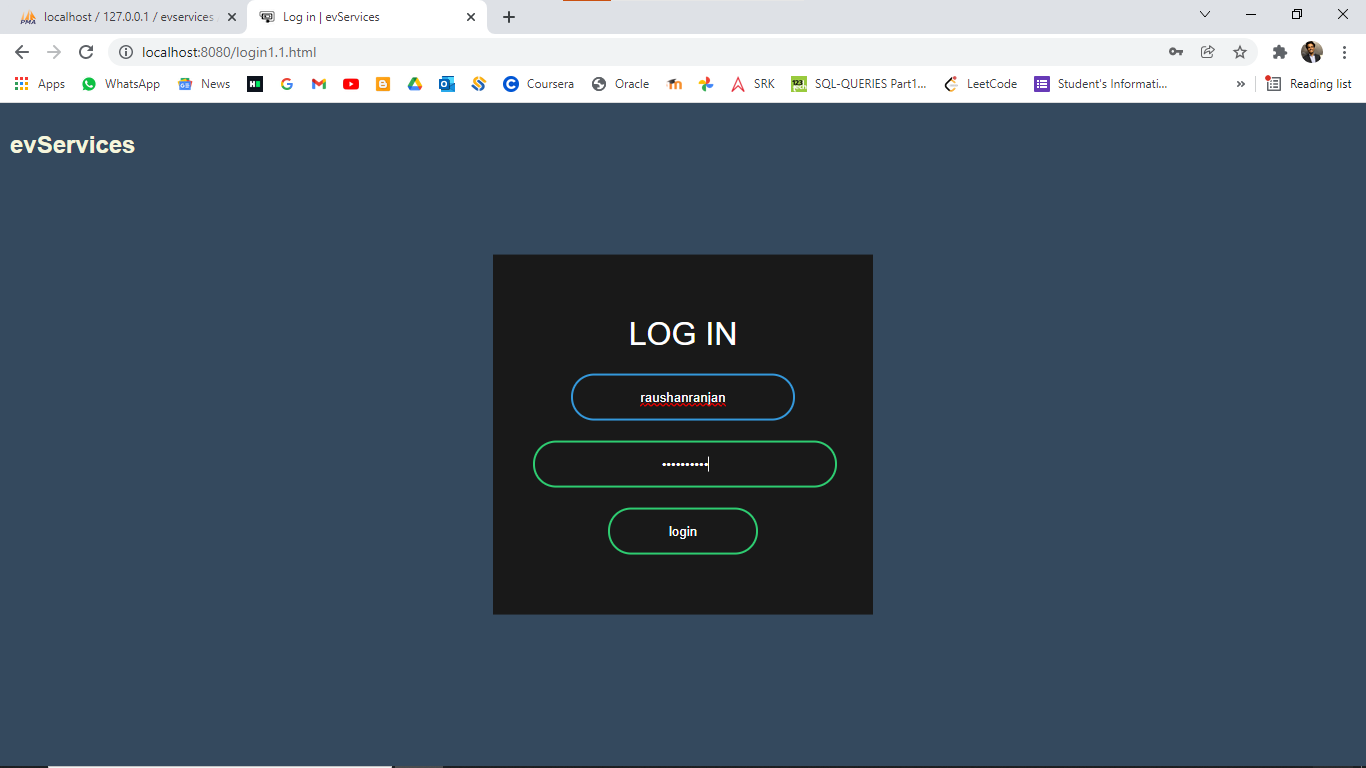 localhost / 127.0.0.1 / evservices
Log in | evServices
localhost:8080/login1.1.html
Apps
WhatsApp
News
Coursera
Oracle
SRK
SQL-QUERIES Part1...
LeetCode
Student's Informati...
»
Reading list
evServices
LOG IN
raushanranjan
••••••••••
login